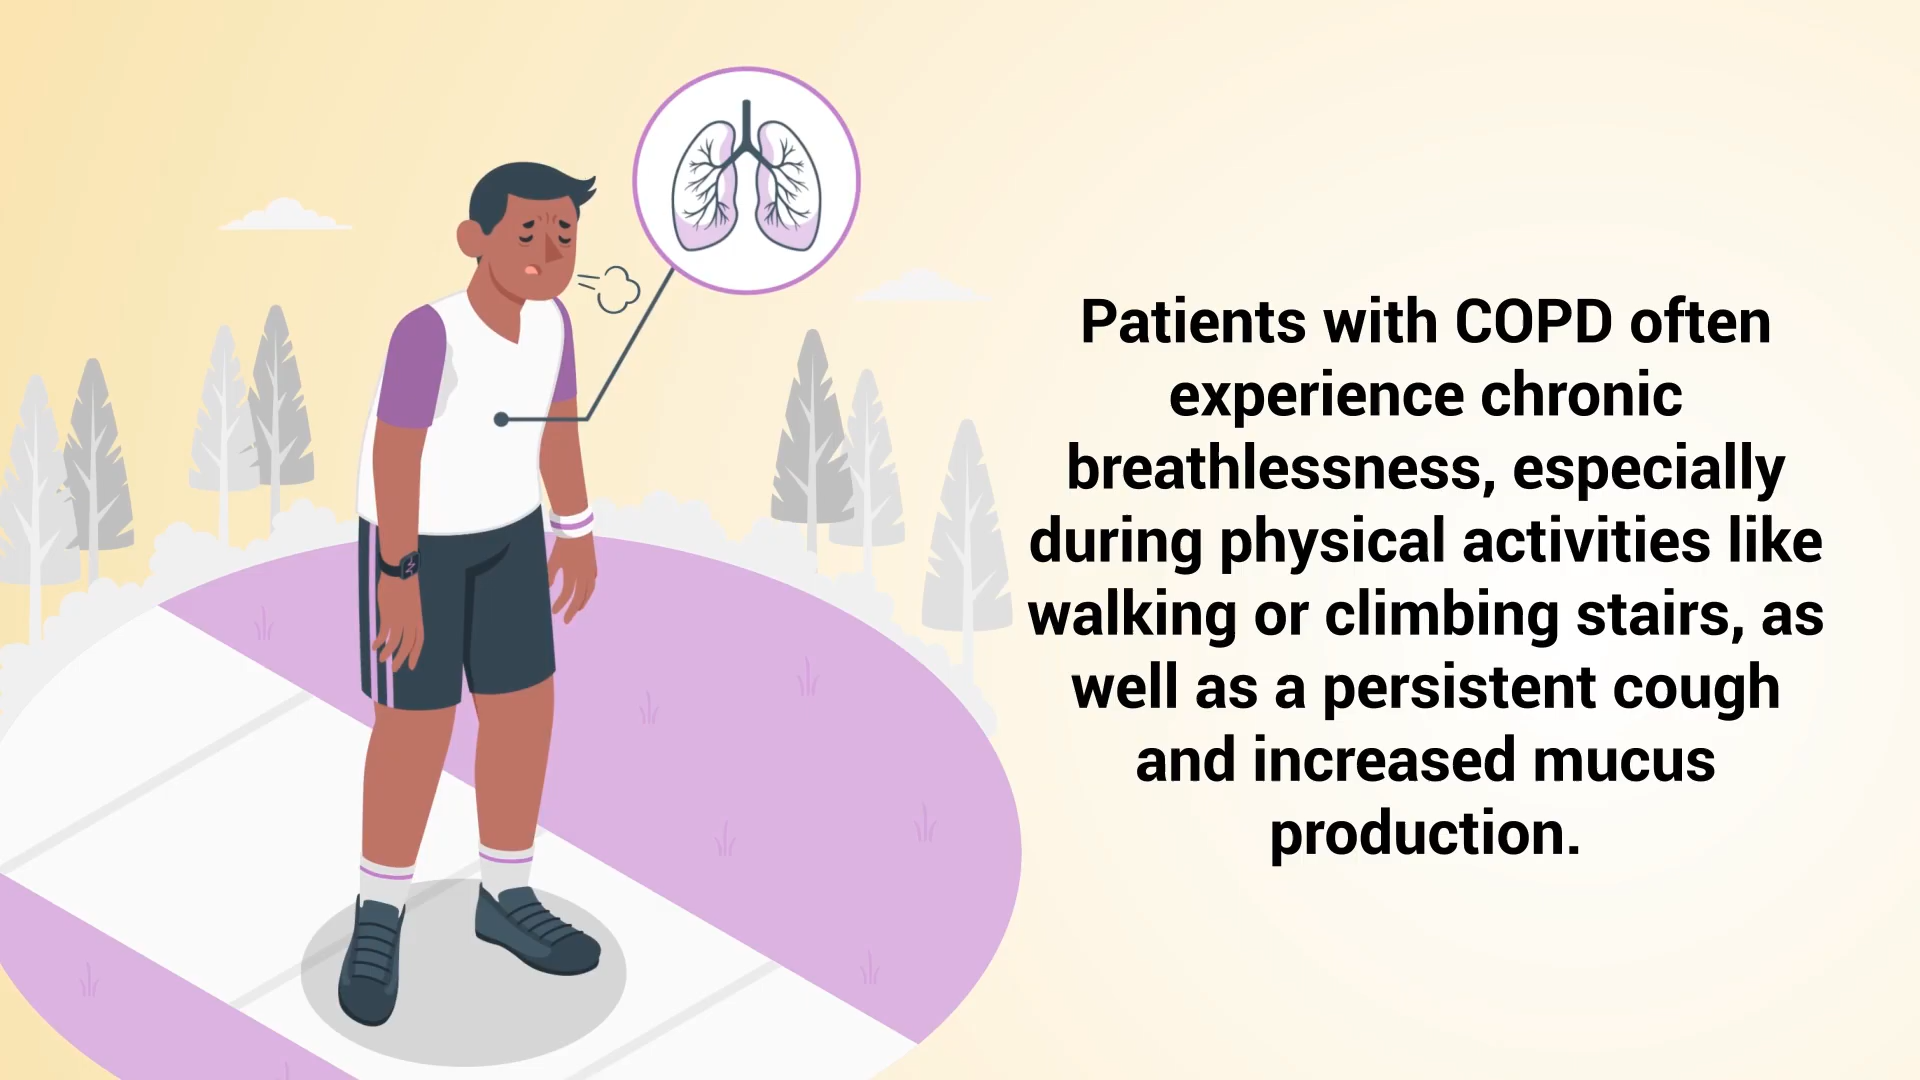 Patients with COPD often
experience chronic
breathlessness, especially
during physical activities like
walking or climbing stairs, as
well as a persistent cough
and increased mucus
production.